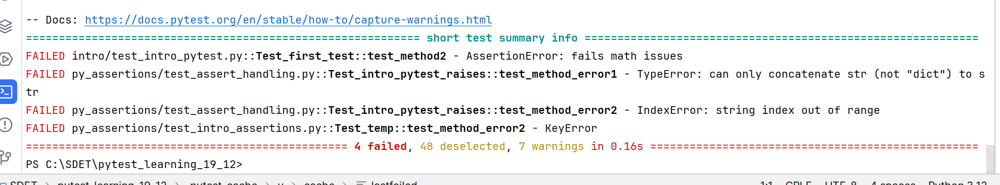 -- Docs: https://docs.pytest.org/en/stable/how-to/capture-warnings.html
============================================================ short test summary info ============================================================
FAILED intro/test_intro_pytest.py::Test_first_test::test_method2 - AssertionError: fails math issues
FAILED py_assertions/test_assert_handling.py::Test_intro_pytest_raises::test_method_error1 - TypeError: can only concatenate str (not "dict") to s
tr
FAILED py_assertions/test_assert_handling.py::Test_intro_pytest_raises::test_method_error2 - IndexError: string index out of range
FAILED py_assertions/test_intro_assertions.py::Test_temp::test_method_error2 - KeyError
================================================= 4 failed, 48 deselected, 7 warnings in 0.16s ==================================================
PS C:\SDET\pytest_learning_19_12>
SDET > pytest_learning_19_12 > .pytest_cache > v > cache > lastfailed 1:1 CRLF UTF-8 4 spaces Python 3.12